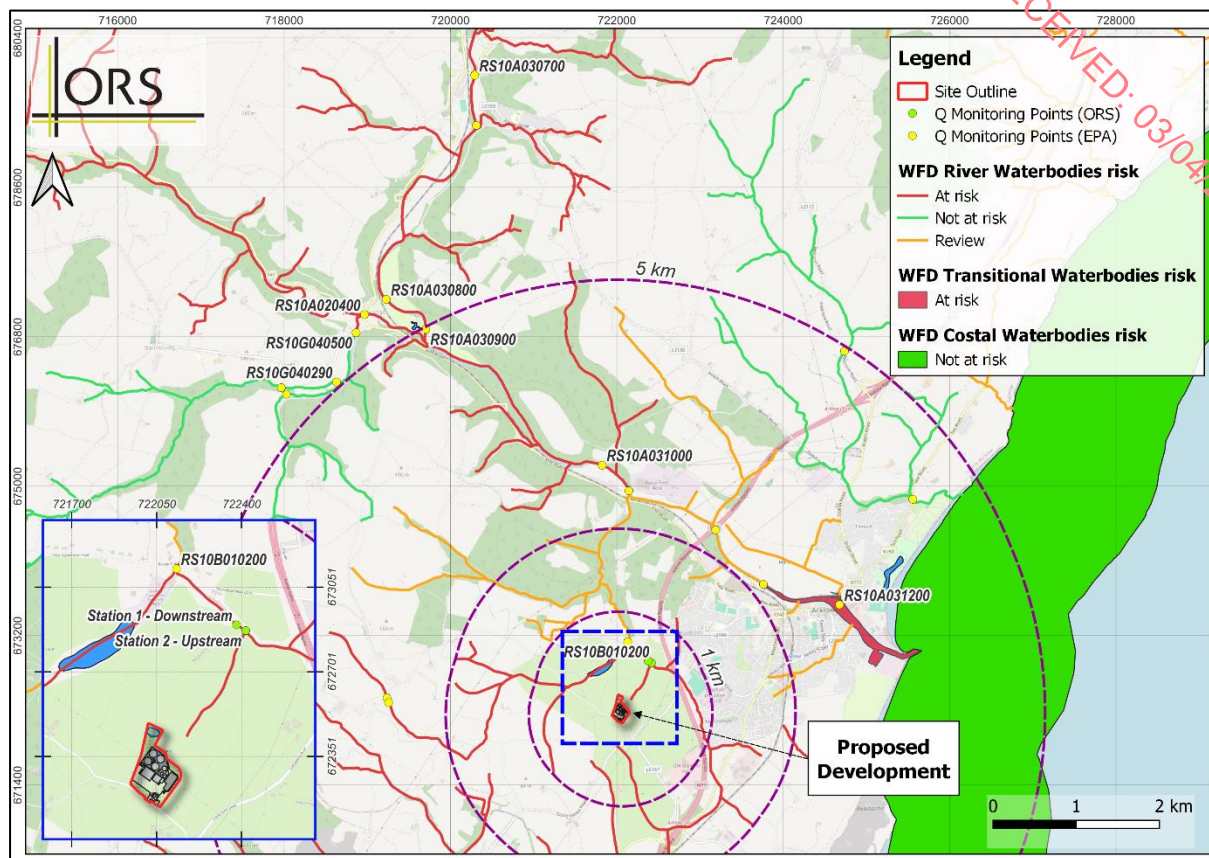 716000 718000 720000 722000 724000 726000 728000
RECEIVED: 03/04/
680400
678600
676800
675000
673200
671400
ORS
Legend
Site Outline
Q Monitoring Points (ORS)
Q Monitoring Points (EPA)
WFD River Waterbodies risk
At risk
Not at risk
Review
WFD Transitional Waterbodies risk
At risk
WFD Costal Waterbodies risk
Not at risk
RS10A030700
5 km
RS10A030800
RS10A020400
RS10A030900
RS10G040500
RS10G040290
RS10A031000
RS10A031200
RS10B010200
1 km
Arklow
Proposed
Development
721700 722050 722400
RS10B010200
673051
Station 1 - Downstream
Station 2 - Upstream
672701
672351
0 1 2 km